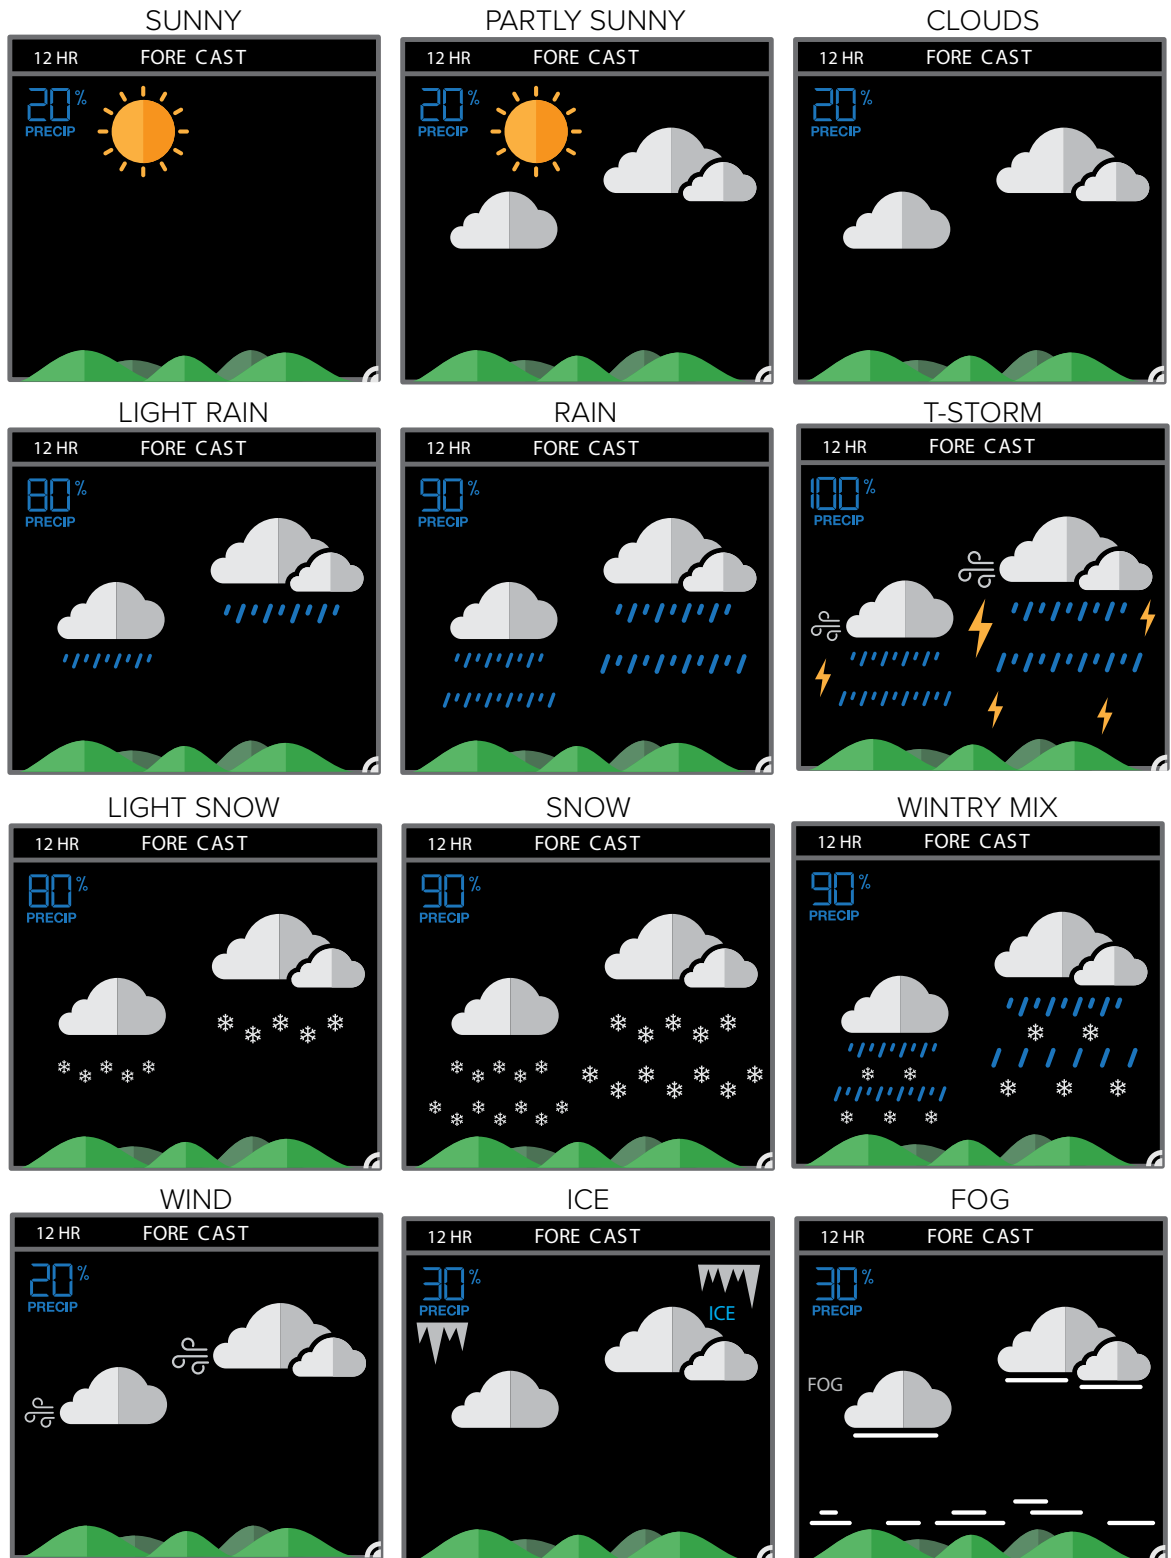 SUNNY
12 HR FORE CAST
20%
PRECIP
PARTLY SUNNY
12 HR FORE CAST
20%
PRECIP
CLOUDS
12 HR FORE CAST
20%
PRECIP
LIGHT RAIN
12 HR FORE CAST
80%
PRECIP
RAIN
12 HR FORE CAST
90%
PRECIP
T-STORM
12 HR FORE CAST
100%
PRECIP
LIGHT SNOW
12 HR FORE CAST
80%
PRECIP
SNOW
12 HR FORE CAST
90%
PRECIP
WINTRY MIX
12 HR FORE CAST
90%
PRECIP
WIND
12 HR FORE CAST
20%
PRECIP
ICE
12 HR FORE CAST
30%
PRECIP
ICE
FOG
12 HR FORE CAST
30%
PRECIP
FOG